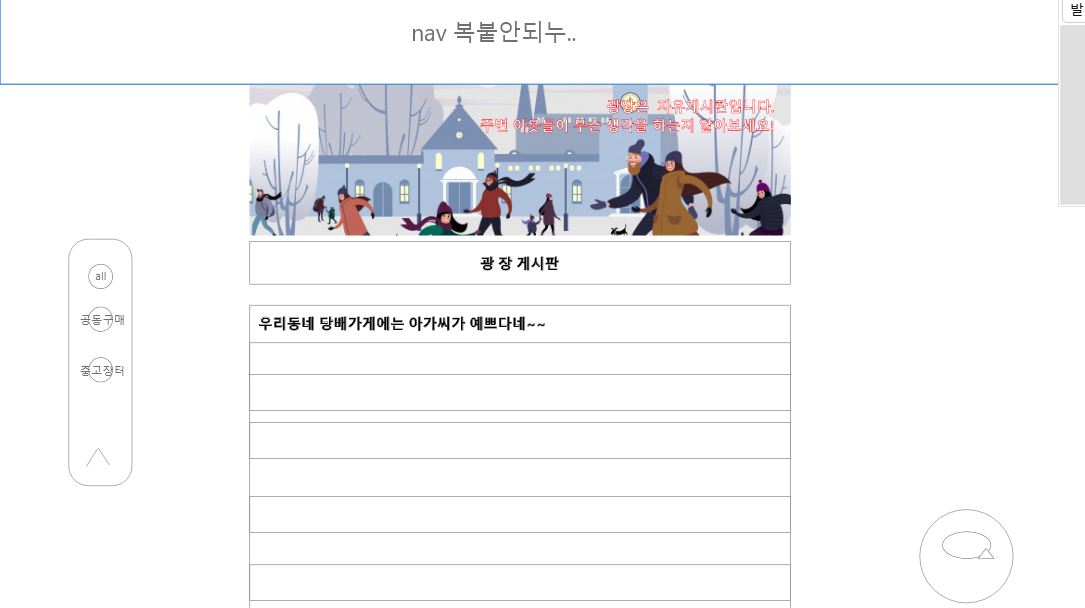 nav 복붙안되누..
발
광장은 자유게시판입니다.
주변 이웃들이 무슨 생각을 하는지 알아보세요!
광 장 게시판
all
공동구매
중고장터
우리동네 당배가게에는 아가씨가 예쁘다네~~